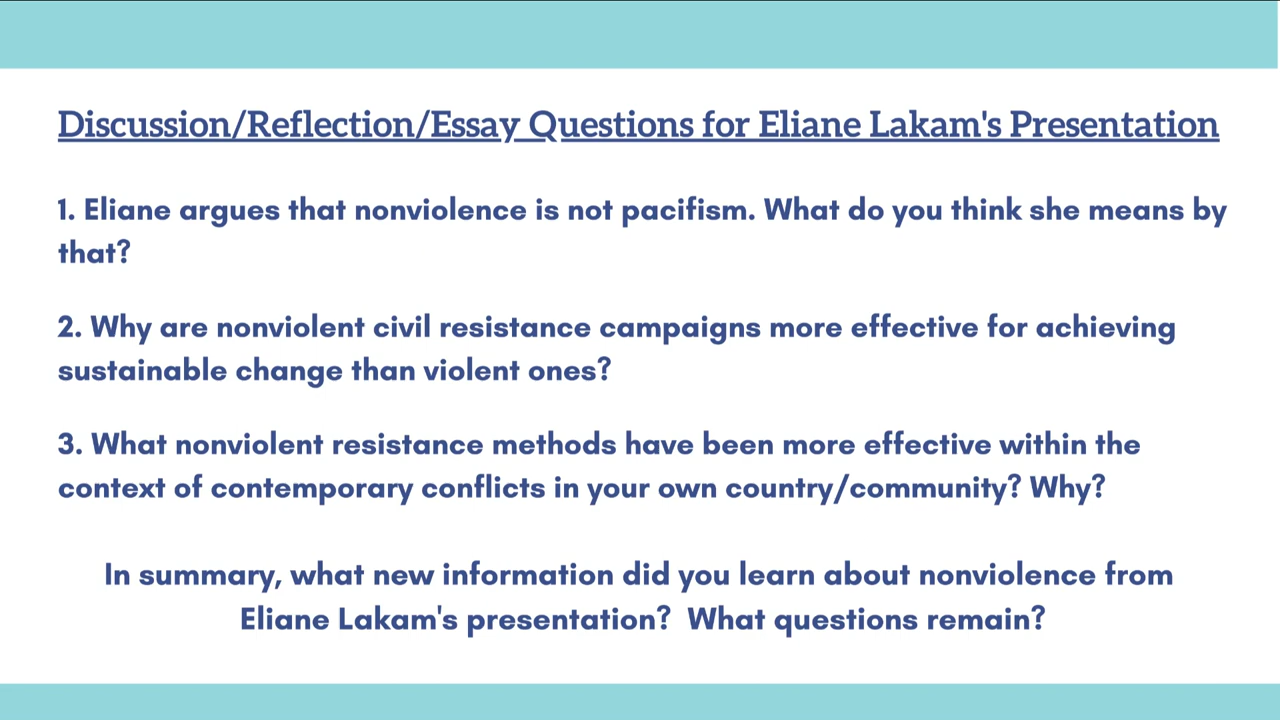 Discussion/Reflection/Essay Questions for Eliane Lakam's Presentation
1. Eliane argues that nonviolence is not pacifism. What do you think she means by
that?
2. Why are nonviolent civil resistance campaigns more effective for achieving
sustainable change than violent ones?
3. What nonviolent resistance methods have been more effective within the
context of contemporary conflicts in your own country/community? Why?
In summary, what new information did you learn about nonviolence from
Eliane Lakam's presentation?  What questions remain?